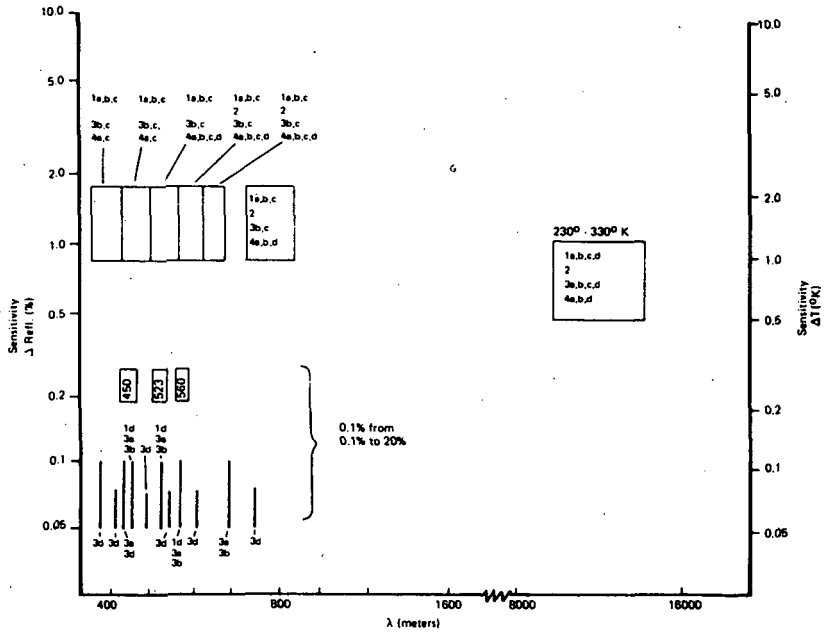 10.0
10.0
5.0
5.0
1a,b,c 1a,b,c 1a,b,c 1a,b,c 1a,b,c
2 2
3b,c 3b,c, 3b,c 3b,c 3b,c
4a,c 4a,c 4a,b,c,d 4a,b,c,d 4a,b,c,d
2.0
2.0
1a,b,c
2
3b,c
4a,b,d
230° - 330° K
1a,b,c,d
2
3a,b,c,d
4a,b,d
1.0
1.0
Sensitivity
Δ Refl. (%)
Sensitivity
ΔT(°K)
0.5
0.5
450 523 560
0.2
0.2
1d 1d
3a 3a
3b 3d 3b
0.1% from
0.1% to 20%
0.1
0.1
0.05
0.05
3d 3d 3a 3d 1d 3d 3a 3d
3d 3a 3b
3b
400 800 1600 8000 16000
λ (meters)